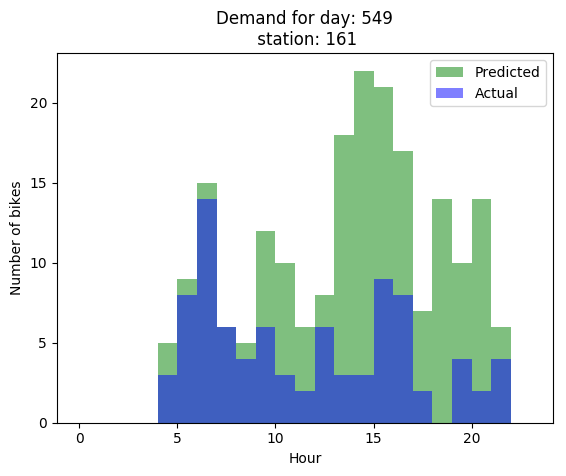 Demand for day: 549
station: 161
Predicted
Actual
Number of bikes
20
15
10
5
0
0
5
10
15
20
Hour